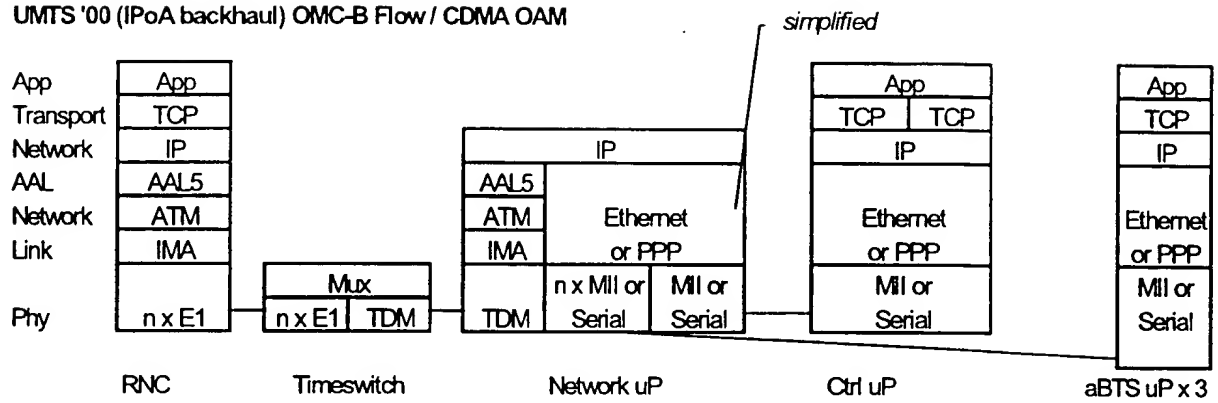 UMTS '00 (IPoA backhaul) OMC-B Flow / CDMA OAM
simplified
App App App App
Transport TCP TCP TCP TCP
Network IP IP IP IP
AAL AAL5 AAL5
Network ATM ATM Ethernet Ethernet Ethernet
Link IMA IMA or PPP or PPP or PPP
Mux n x MII or MII or MII or MII or
Phy n x E1 n x E1 TDM TDM Serial Serial Serial Serial
RNC Timeswitch Network uP Ctrl uP aBTS uP x 3